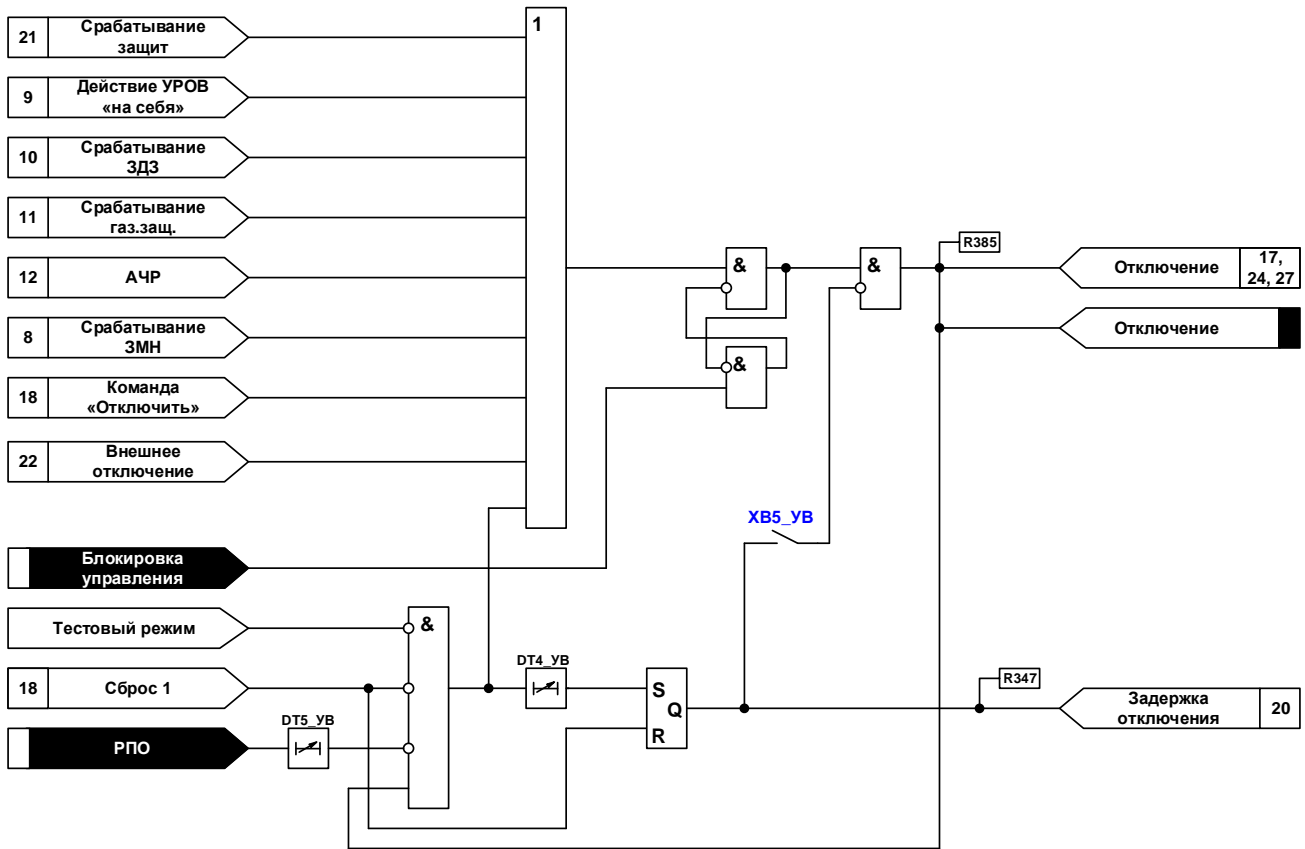 21
Срабатывание
защит
1
9
Действие УРОВ
«на себя»
10
Срабатывание
ЗДЗ
11
Срабатывание
газ.защ.
12
АЧР
8
Срабатывание
ЗМН
18
Команда
«Отключить»
22
Внешнее
отключение
&
&
&
R385
Отключение
17,
24, 27
Отключение
XB5_УВ
Блокировка
управления
Тестовый режим
18
Сброс 1
РПО
DT5_УВ
&
DT4_УВ
S
Q
R
R347
Задержка
отключения
20